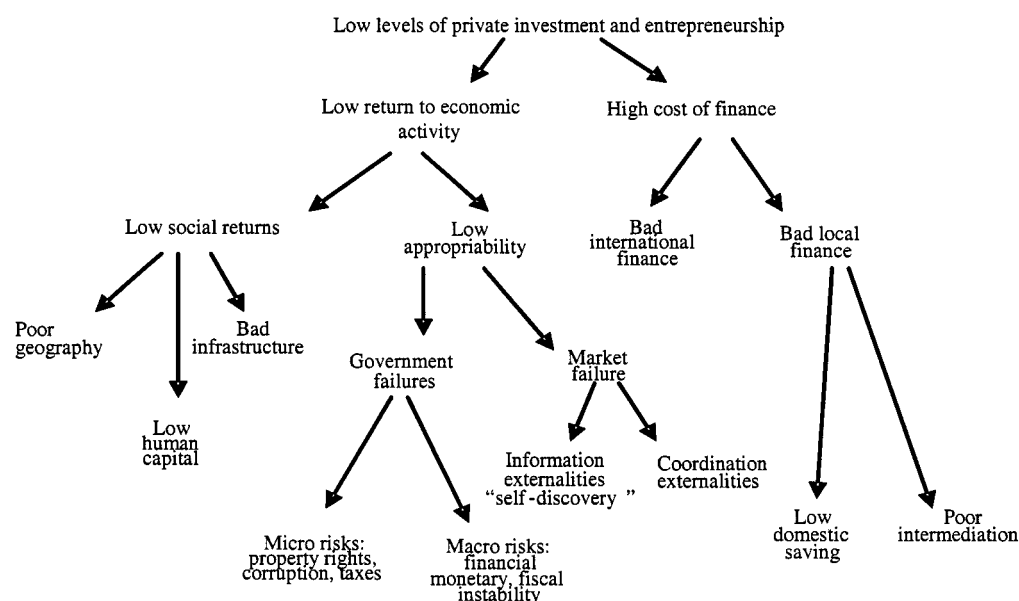 Low levels of private investment and entrepreneurship
Low return to economic
activity
High cost of finance
Low social returns
Low
appropriability
Bad
international
finance
Bad local
finance
Poor
geography
Bad
infrastructure
Government
failures
Market
failure
Low
human
capital
Information
externalities
“self-discovery ”
Coordination
externalities
Low
domestic
saving
Poor
intermediation
Micro risks:
property rights,
corruption, taxes
Macro risks:
financial
monetary, fiscal
instability